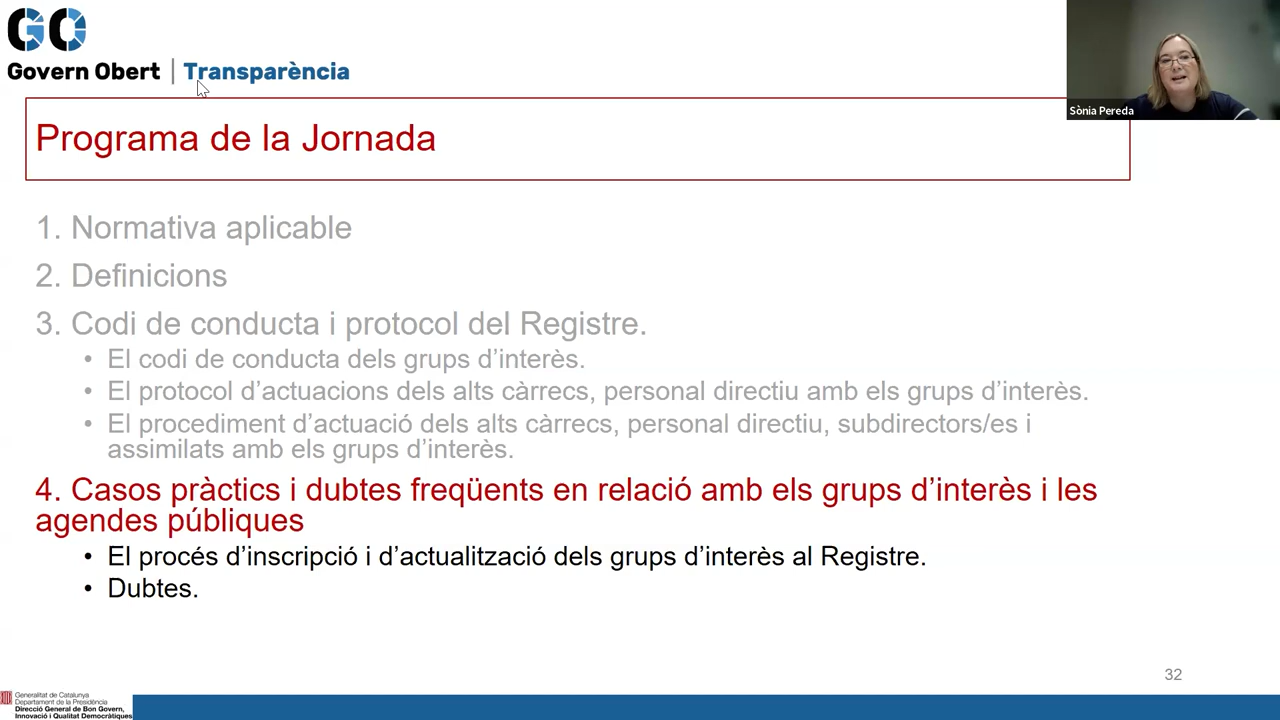 GO
Govern Obert | Transparència
Sònia Pereda
Programa de la Jornada
1. Normativa aplicable
2. Definicions
3. Codi de conducta i protocol del Registre.
• El codi de conducta dels grups d’interès.
• El protocol d’actuacions dels alts càrrecs, personal directiu amb els grups d’interès.
• El procediment d’actuació dels alts càrrecs, personal directiu, subdirectors/es i
assimilats amb els grups d’interès.
4. Casos pràctics i dubtes freqüents en relació amb els grups d’interès i les
agendes públiques
• El procés d’inscripció i d’actualització dels grups d’interès al Registre.
• Dubtes.
32
Generalitat de Catalunya
Departament de la Presidència
Direcció General de Bon Govern,
Innovació i Qualitat Democràtiques